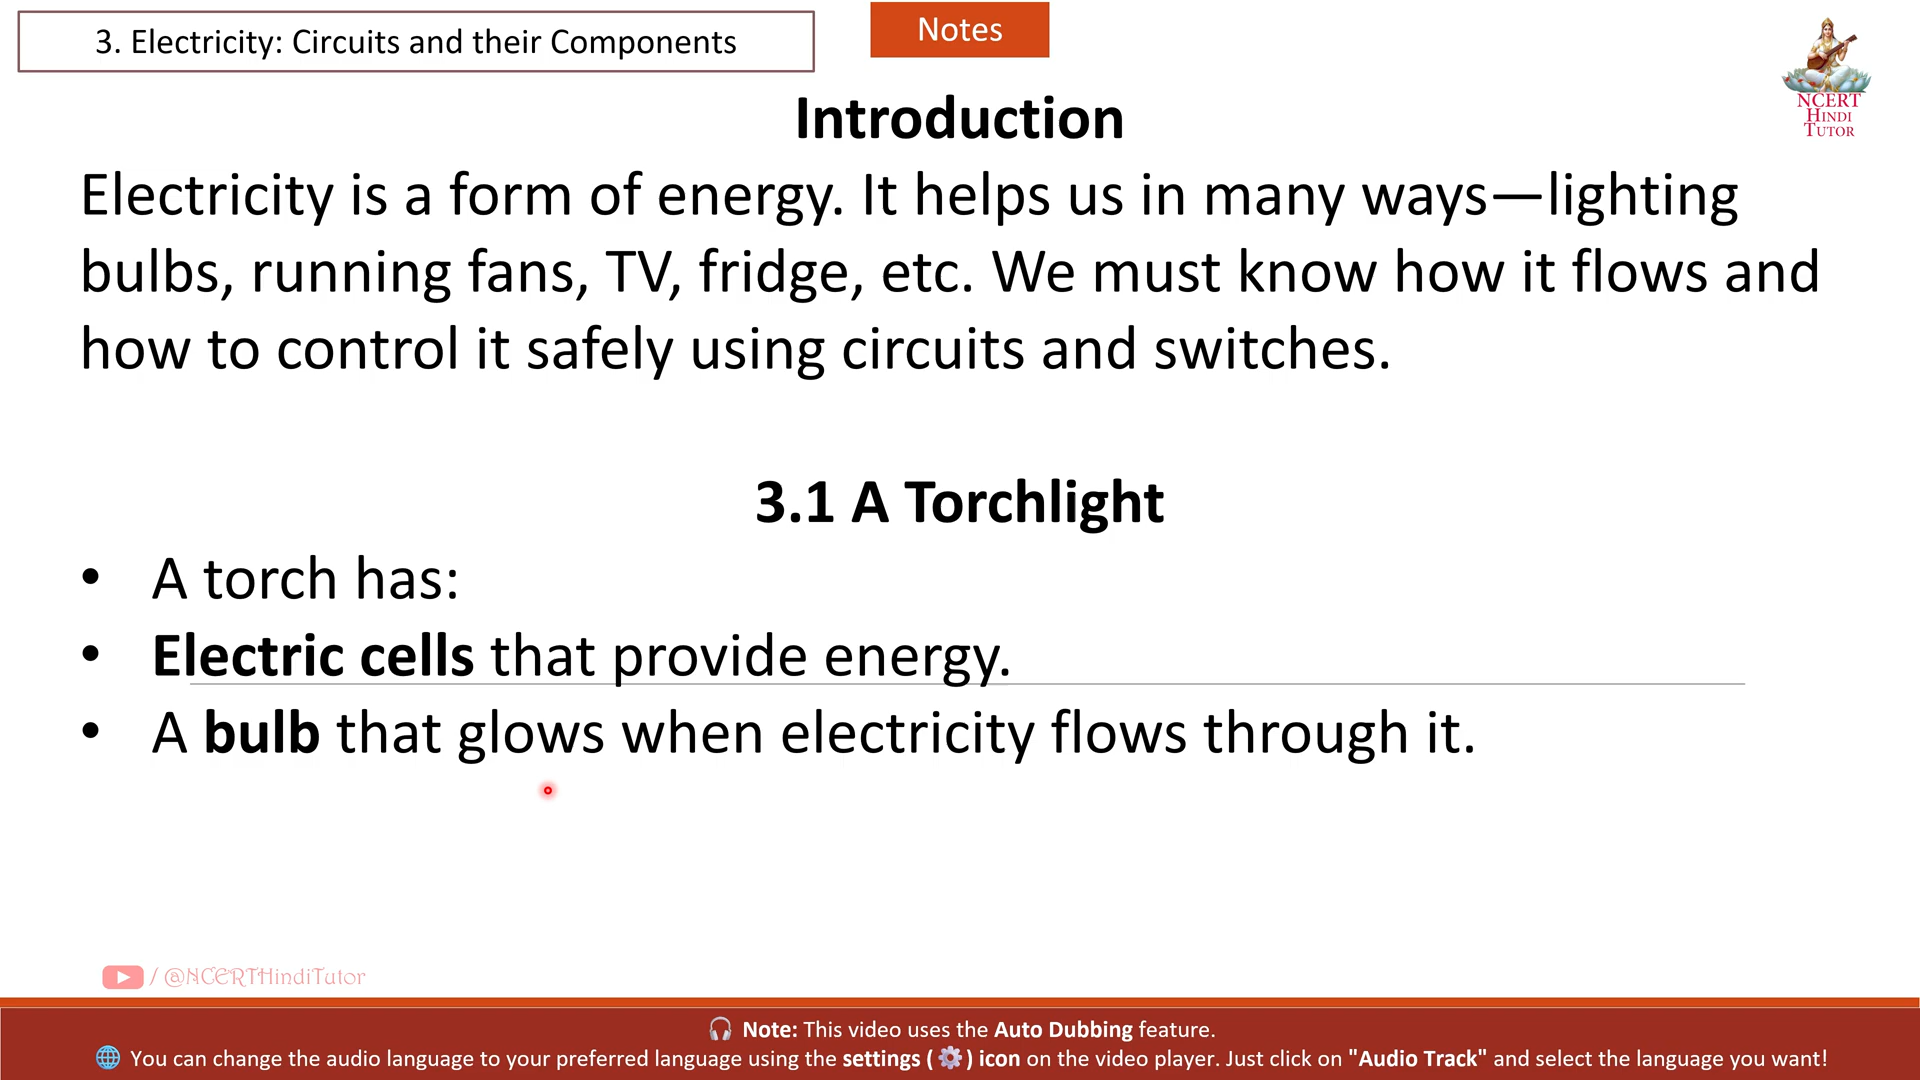 3. Electricity: Circuits and their Components
Notes
NCERT
HINDI
TUTOR
Introduction
Electricity is a form of energy. It helps us in many ways—lighting
bulbs, running fans, TV, fridge, etc. We must know how it flows and
how to control it safely using circuits and switches.
3.1 A Torchlight
• A torch has:
• Electric cells that provide energy.
• A bulb that glows when electricity flows through it.
/ @NCERTHindiTutor
🎧 Note: This video uses the Auto Dubbing feature.
🌐 You can change the audio language to your preferred language using the settings ( ⚙️ ) icon on the video player. Just click on "Audio Track" and select the language you want!